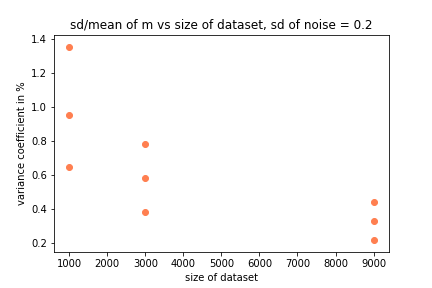 sd/mean of m vs size of dataset, sd of noise = 0.2
variance coefficient in %
1.4
1.2
1.0
0.8
0.6
0.4
0.2
1000 2000 3000 4000 5000 6000 7000 8000 9000
size of dataset